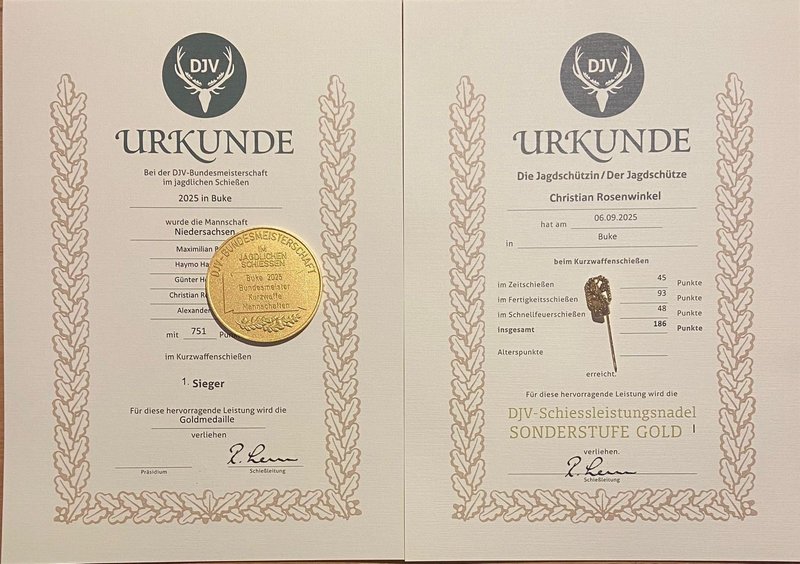 DJV
URKUNDE
Bei der DJV-Bundesmeisterschaft
im jagdlichen Schießen
2025 in Buke
wurde die Mannschaft
Niedersachsen
Maximilian
Haymo
Günter
Christian
Alexander
mit 751
im Kurzwaffenschießen
1. Sieger
Für diese hervorragende Leistung wird die
Goldmedaille
verliehen
Präsidium
Schießleitung
DJV-BUNDESMEISTERSCHAFT
für
JAGDLICHEN
SCHIESSEN
Buke 2025
Bundesmeister
Kurzwaffe
Mannschaften
DJV
URKUNDE
Die Jagdschützin/Der Jagdschütze
Christian Rosenwinkel
hat am 06.09.2025
in Buke
beim Kurzwaffenschießen
im Zeitschießen 45 Punkte
im Fertigkeitsschießen 93 Punkte
im Schnellfeuerschießen 48 Punkte
insgesamt 186 Punkte
Alterspunkte
erreicht.
Für diese hervorragende Leistung wird die
DJV-Schiessleistungsnadel
SONDERSTUFE GOLD I
verliehen.
Schießleitung